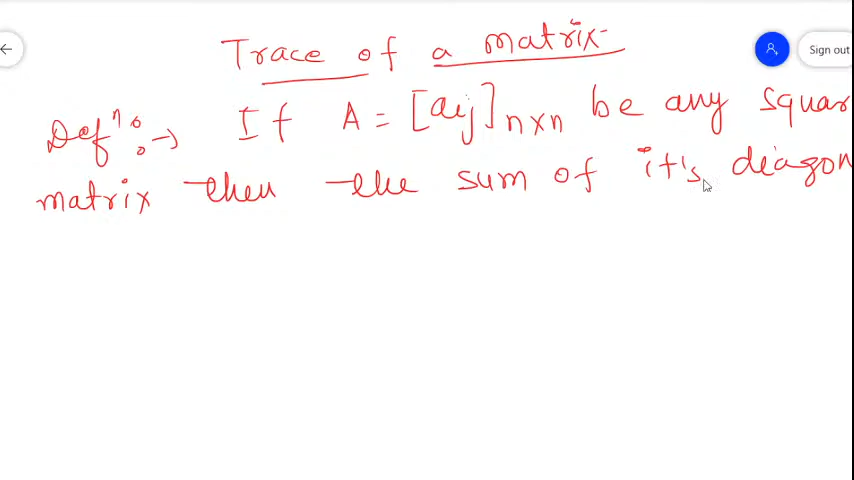 Trace of a matrix
Sign out
Defⁿ: → If A = [aij]n×n be any squar
matrix then the sum of it's diagon